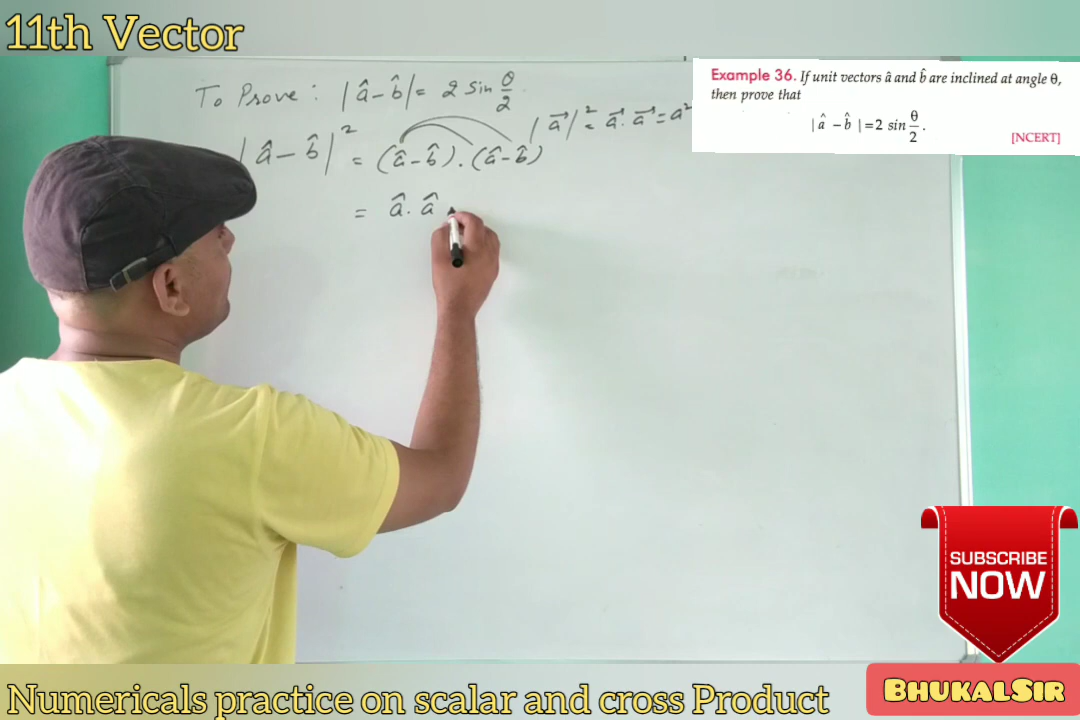 11th Vector
To Prove : |â - b̂| = 2 sin θ/2
|a⃗|² = a⃗ . a⃗ = a²
|â - b̂|² = (â - b̂) . (â - b̂)
= â . â
Example 36. If unit vectors â and b̂ are inclined at angle θ,
then prove that
|â - b̂| = 2 sin θ/2 .
[NCERT]
SUBSCRIBE
NOW
Numericals practice on scalar and cross Product
BHUKALSIR